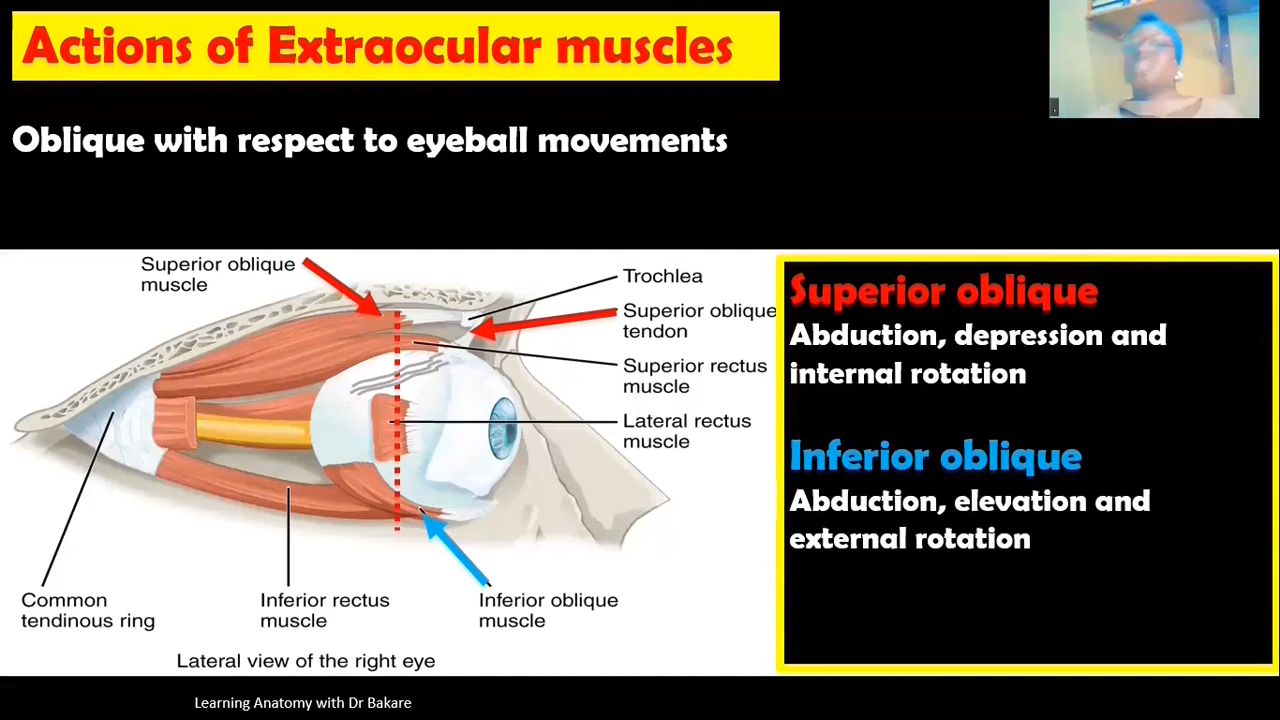 Actions of Extraocular muscles
Oblique with respect to eyeball movements
Superior oblique
muscle
Trochlea
Superior oblique
tendon
Superior rectus
muscle
Lateral rectus
muscle
Common
tendinous ring
Inferior rectus
muscle
Inferior oblique
muscle
Lateral view of the right eye
Superior oblique
Abduction, depression and
internal rotation
Inferior oblique
Abduction, elevation and
external rotation
Learning Anatomy with Dr Bakare